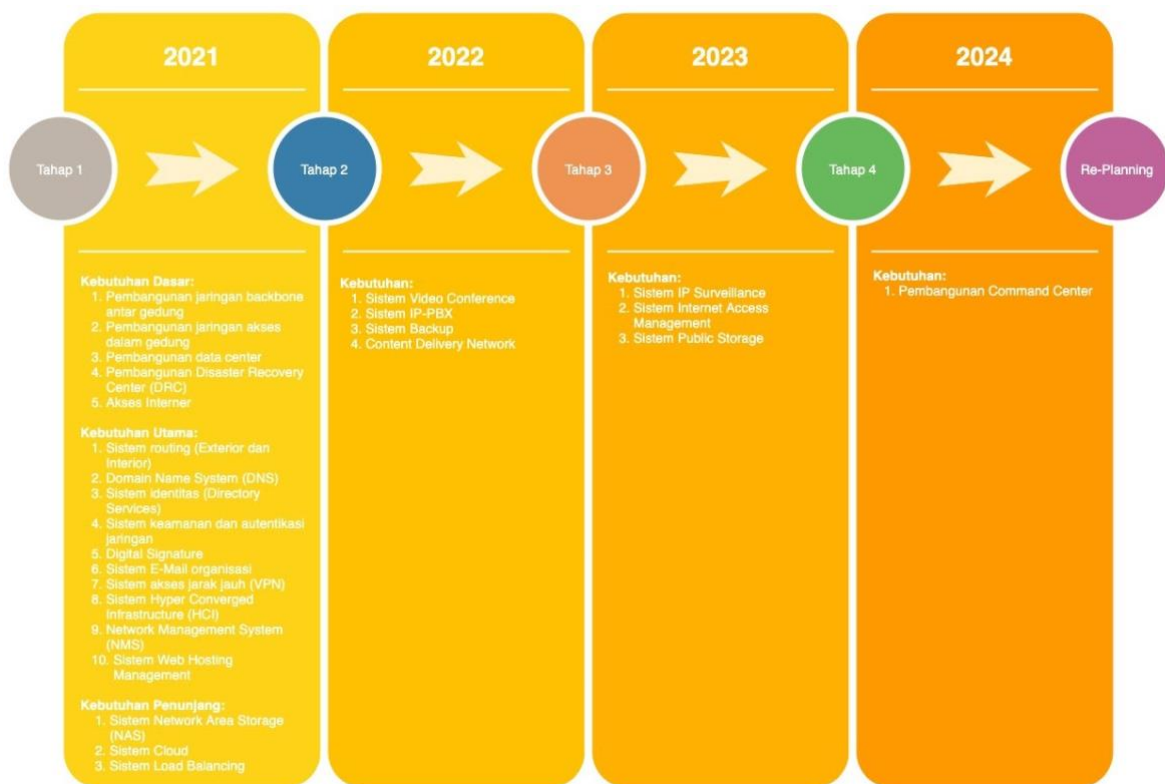 2021
2022
2023
2024
Tahap 1
Tahap 2
Tahap 3
Tahap 4
Re-Planning
Kebutuhan Dasar:
1. Pembangunan jaringan backbone
antar gedung
2. Pembangunan jaringan akses
dalam gedung
3. Pembangunan data center
4. Pembangunan Disaster Recovery
Center (DRC)
5. Akses Interner
Kebutuhan Utama:
1. Sistem routing (Exterior dan
Interior)
2. Domain Name System (DNS)
3. Sistem identitas (Directory
Services)
4. Sistem keamanan dan autentikasi
jaringan
5. Digital Signature
6. Sistem E-Mail organisasi
7. Sistem akses jarak jauh (VPN)
8. Sistem Hyper Converged
Infrastructure (HCI)
9. Network Management System
(NMS)
10. Sistem Web Hosting
Management
Kebutuhan Penunjang:
1. Sistem Network Area Storage
(NAS)
2. Sistem Cloud
3. Sistem Load Balancing
Kebutuhan:
1. Sistem Video Conference
2. Sistem IP-PBX
3. Sistem Backup
4. Content Delivery Network
Kebutuhan:
1. Sistem IP Surveillance
2. Sistem Internet Access
Management
3. Sistem Public Storage
Kebutuhan:
1. Pembangunan Command Center